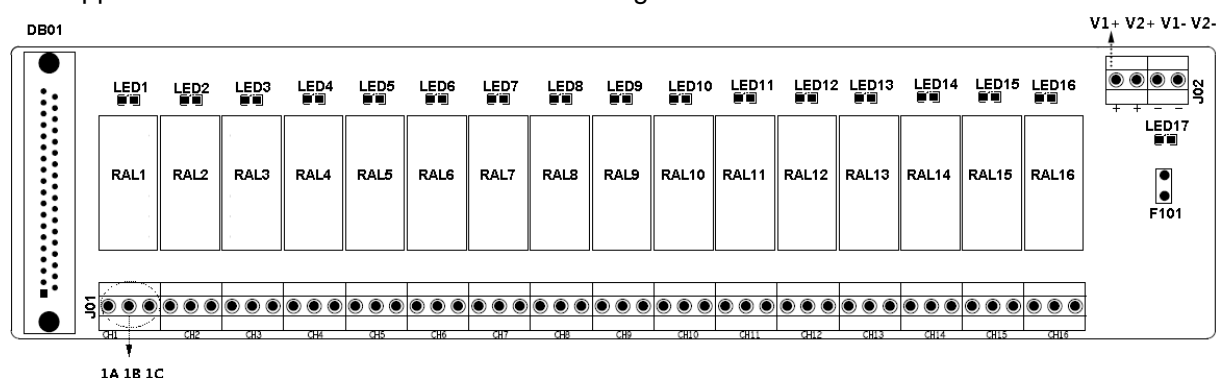 V1+ V2+ V1- V2-
DB01
LED1 LED2 LED3 LED4 LED5 LED6 LED7 LED8 LED9 LED10 LED11 LED12 LED13 LED14 LED15 LED16
J02
+ + − −
LED17
RAL1 RAL2 RAL3 RAL4 RAL5 RAL6 RAL7 RAL8 RAL9 RAL10 RAL11 RAL12 RAL13 RAL14 RAL15 RAL16
F101
J01
CH1 CH2 CH3 CH4 CH5 CH6 CH7 CH8 CH9 CH10 CH11 CH12 CH13 CH14 CH15 CH16
1A 1B 1C